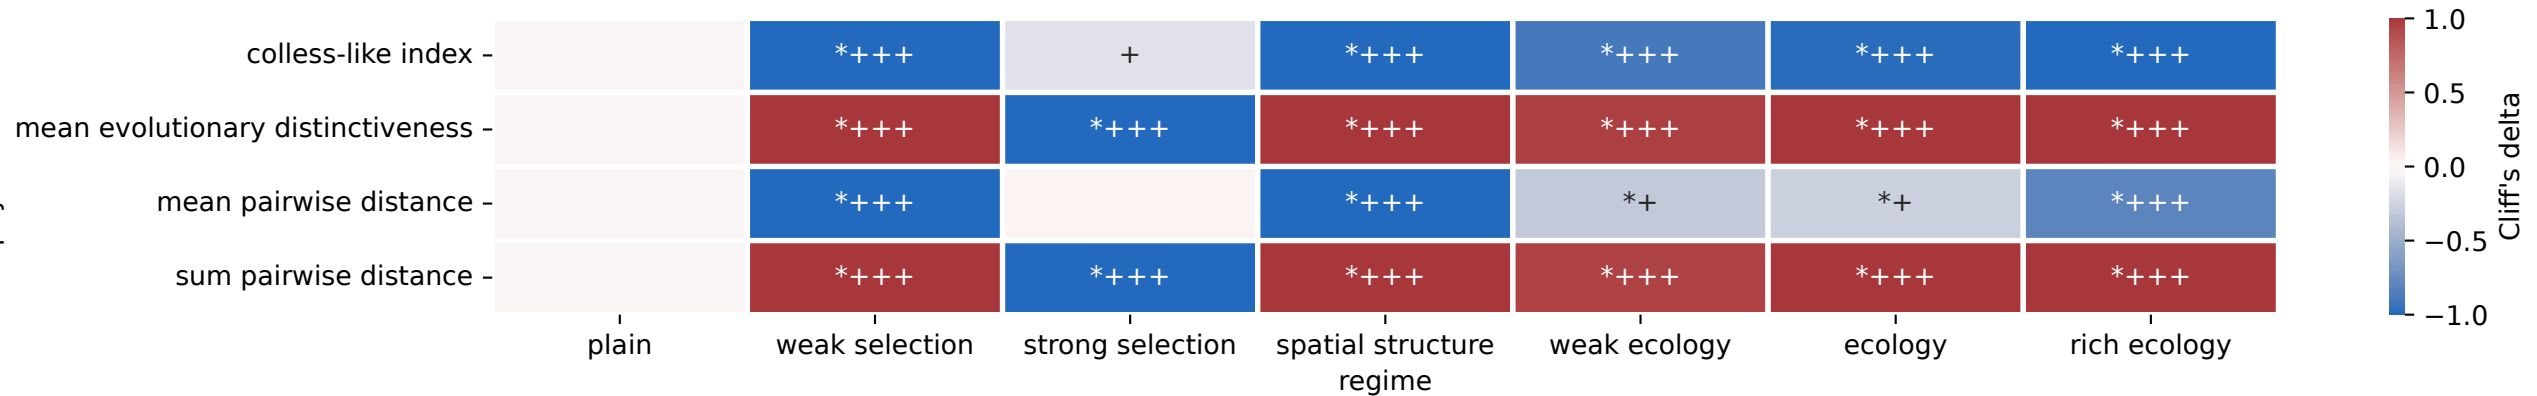 colless-like index
*+++
+
*+++
*+++
*+++
*+++
mean evolutionary distinctiveness
*+++
*+++
*+++
*+++
*+++
*+++
mean pairwise distance
*+++
*+++
*+
*+
*+++
sum pairwise distance
*+++
*+++
*+++
*+++
*+++
*+++
plain
weak selection
strong selection
spatial structure
weak ecology
ecology
rich ecology
regime
1.0
0.5
0.0
−0.5
−1.0
Cliff's delta